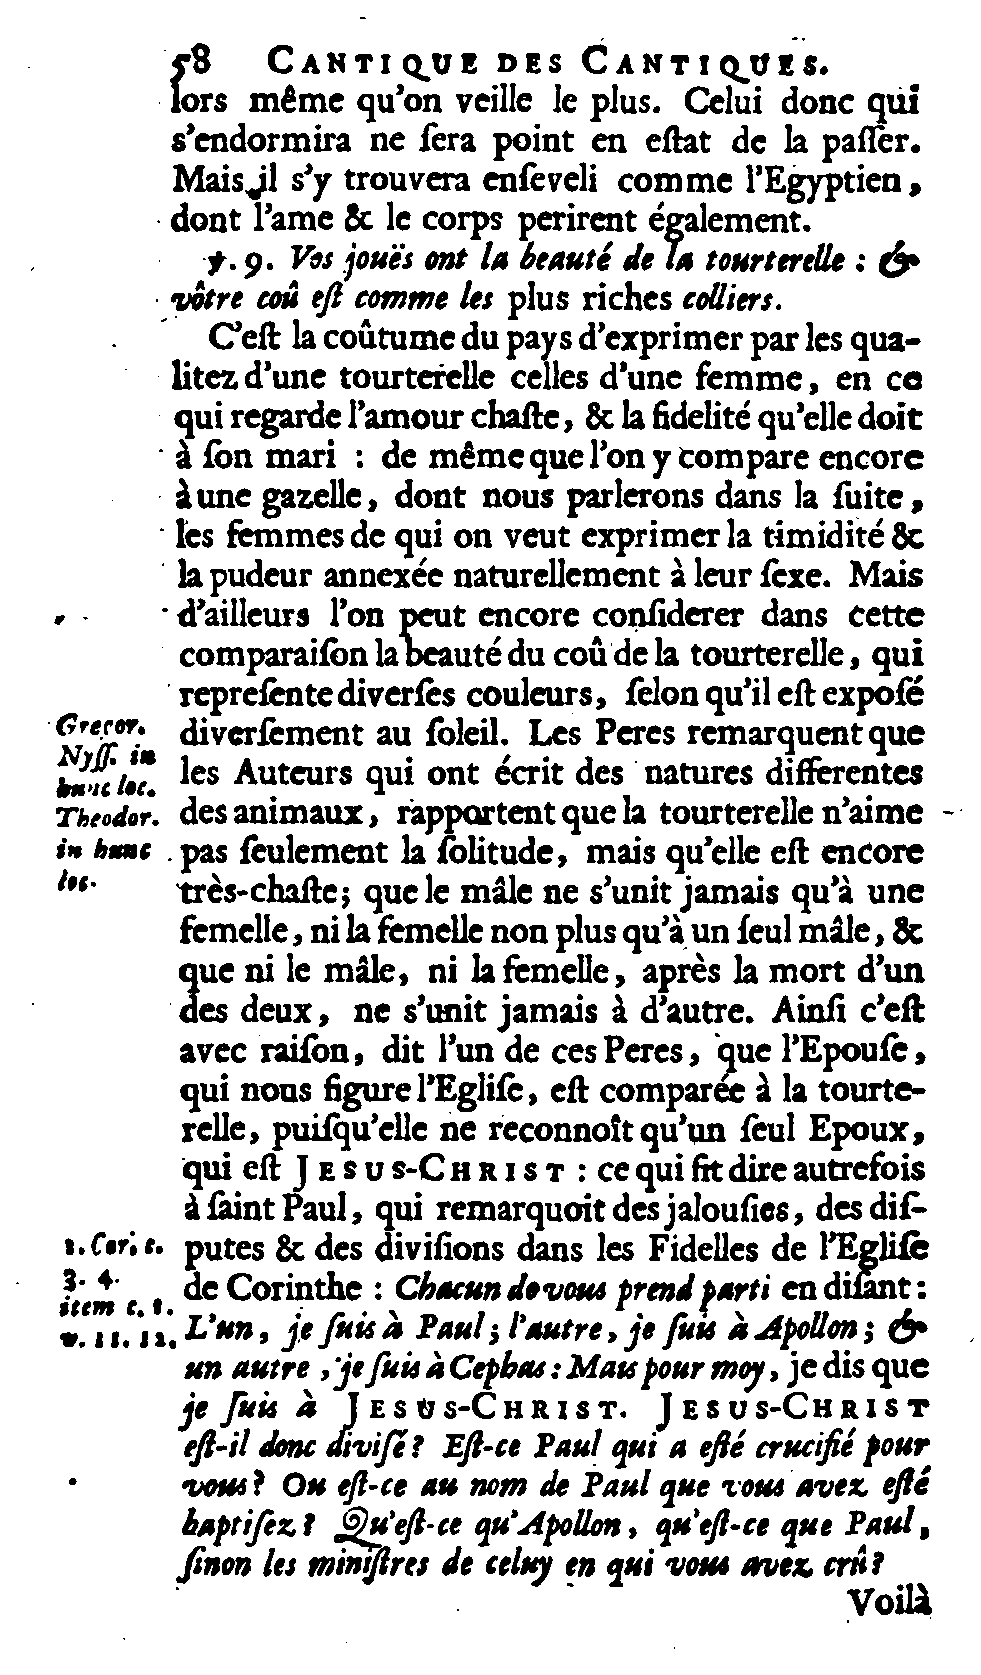 58 CANTIQUE DES CANTIQUES.
lors même qu'on veille le plus. Celui donc qui
s'endormira ne ſera point en eſtat de la paſſer.
Mais il s'y trouvera enſeveli comme l'Egyptien,
dont l'ame & le corps perirent également.
℣. 9. Vos jouës ont la beauté de la tourterelle : &
vôtre coû eſt comme les plus riches colliers.
C'eſt la coûtume du pays d'exprimer par les qua-
litez d'une tourterelle celles d'une femme, en ce
qui regarde l'amour chaſte, & la fidelité qu'elle doit
à ſon mari : de même que l'on y compare encore
à une gazelle, dont nous parlerons dans la ſuite,
les femmes de qui on veut exprimer la timidité &
la pudeur annexée naturellement à leur ſexe. Mais
d'ailleurs l'on peut encore conſiderer dans cette
comparaiſon la beauté du coû de la tourterelle, qui
repreſente diverſes couleurs, ſelon qu'il eſt expoſé
diverſement au ſoleil. Les Peres remarquent que
les Auteurs qui ont écrit des natures differentes
des animaux, rapportent que la tourterelle n'aime
pas ſeulement la ſolitude, mais qu'elle eſt encore
très-chaſte; que le mâle ne s'unit jamais qu'à une
femelle, ni la femelle non plus qu'à un ſeul mâle, &
que ni le mâle, ni la femelle, après la mort d'un
des deux, ne s'unit jamais à d'autre. Ainſi c'eſt
avec raiſon, dit l'un de ces Peres, que l'Epouſe,
qui nous figure l'Egliſe, eſt comparée à la tourte-
relle, puiſqu'elle ne reconnoît qu'un ſeul Epoux,
qui eſt JESUS-CHRIST : ce qui fit dire autrefois
à ſaint Paul, qui remarquoit des jalouſies, des diſ-
putes & des diviſions dans les Fidelles de l'Egliſe
de Corinthe : Chacun de vous prend parti en diſant :
L'un, je ſuis à Paul ; l'autre, je ſuis à Apollon ; &
un autre, je ſuis à Cephas : Mais pour moy, je dis que
je ſuis à JESUS-CHRIST. JESUS-CHRIST
eſt-il donc diviſé ? Eſt-ce Paul qui a eſté crucifié pour
vous ? Ou eſt-ce au nom de Paul que vous avez eſté
baptiſez ? Qu'eſt-ce qu'Apollon, qu'eſt-ce que Paul,
ſinon les miniſtres de celuy en qui vous avez crû ?
Voilà
Gregor.
Nyſſ. in
hunc loc.
Theodor.
in hunc
loc.
1. Cor. c.
3. 4.
item c. 1.
v. 11. 12.